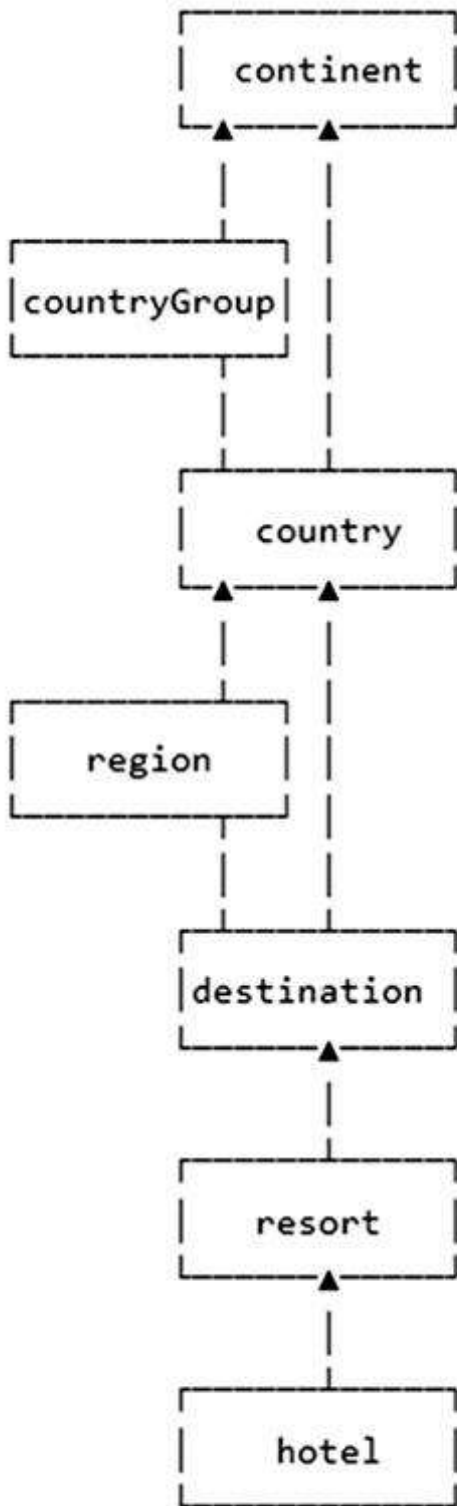 continent
countryGroup
country
region
destination
resort
hotel